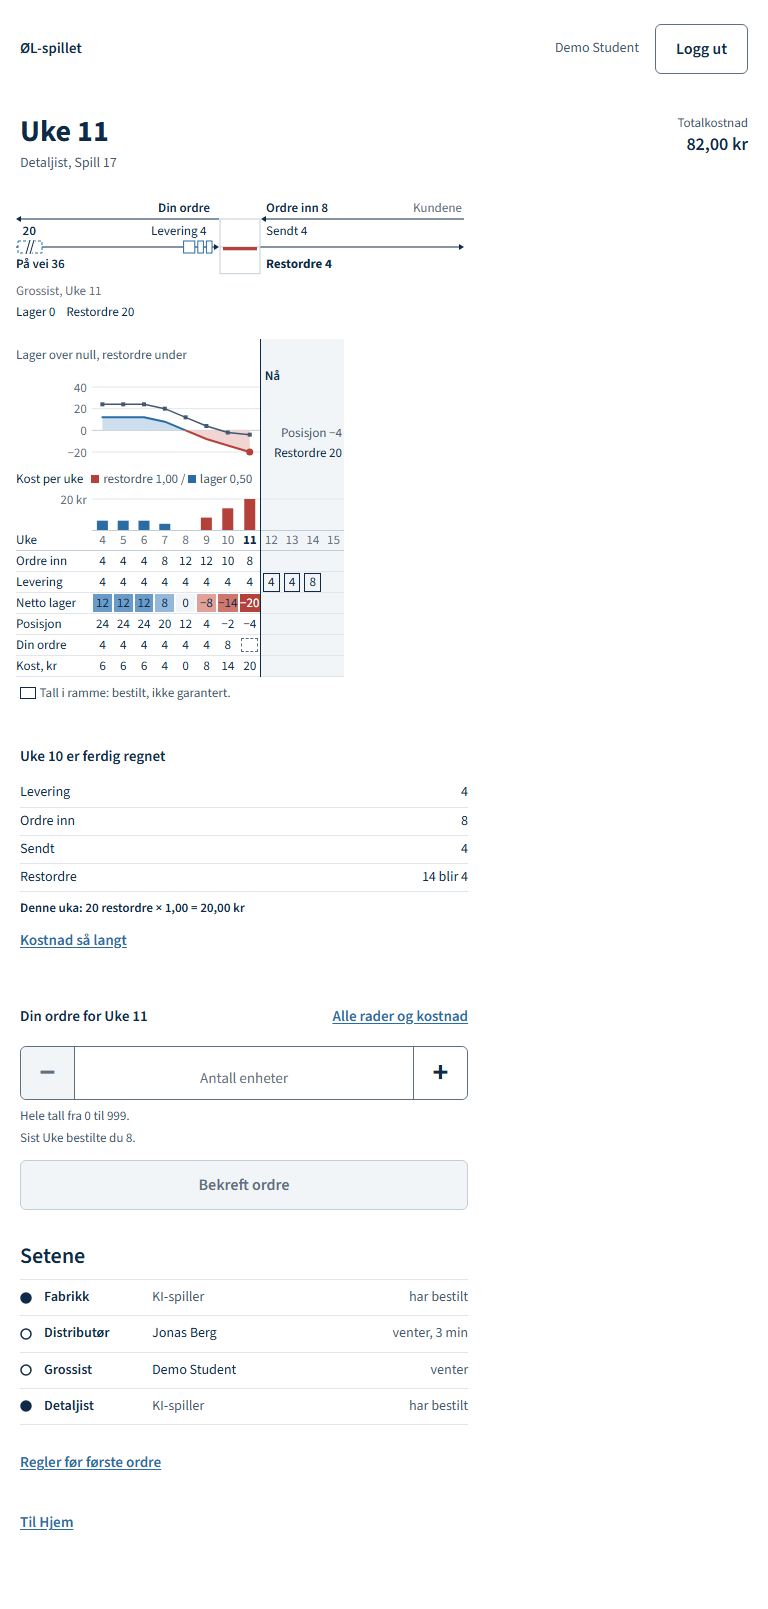 ØL-spillet
Demo Student
Logg ut
Uke 11
Detaljist, Spill 17
Totalkostnad
82,00 kr
Din ordre
Ordre inn 8
Kundene
20
Levering 4
Sendt 4
På vei 36
Restordre 4
Grossist, Uke 11
Lager 0 Restordre 20
Lager over null, restordre under
Nå
40
20
0
−20
Posisjon −4
Restordre 20
Kost per uke restordre 1,00 / lager 0,50
20 kr
Uke 4 5 6 7 8 9 10 11 12 13 14 15
Ordre inn 4 4 4 8 12 12 10 8
Levering 4 4 4 4 4 4 4 4 4 4 8
Netto lager 12 12 12 8 0 −8 −14 −20
Posisjon 24 24 24 20 12 4 −2 −4
Din ordre 4 4 4 4 4 4 8
Kost, kr 6 6 6 4 0 8 14 20
Tall i ramme: bestilt, ikke garantert.
Uke 10 er ferdig regnet
Levering 4
Ordre inn 8
Sendt 4
Restordre 14 blir 4
Denne uka: 20 restordre × 1,00 = 20,00 kr
Kostnad så langt
Din ordre for Uke 11
Alle rader og kostnad
− Antall enheter +
Hele tall fra 0 til 999.
Sist Uke bestilte du 8.
Bekreft ordre
Setene
Fabrikk KI-spiller har bestilt
Distributør Jonas Berg venter, 3 min
Grossist Demo Student venter
Detaljist KI-spiller har bestilt
Regler før første ordre
Til Hjem